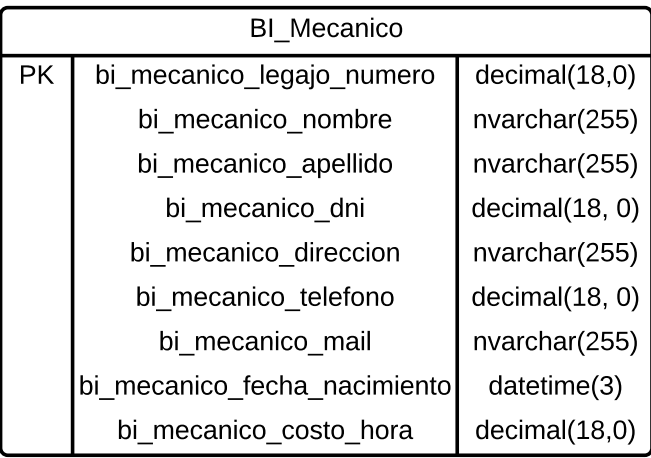 BI_Mecanico
PK bi_mecanico_legajo_numero decimal(18,0)
bi_mecanico_nombre nvarchar(255)
bi_mecanico_apellido nvarchar(255)
bi_mecanico_dni decimal(18, 0)
bi_mecanico_direccion nvarchar(255)
bi_mecanico_telefono decimal(18, 0)
bi_mecanico_mail nvarchar(255)
bi_mecanico_fecha_nacimiento datetime(3)
bi_mecanico_costo_hora decimal(18,0)